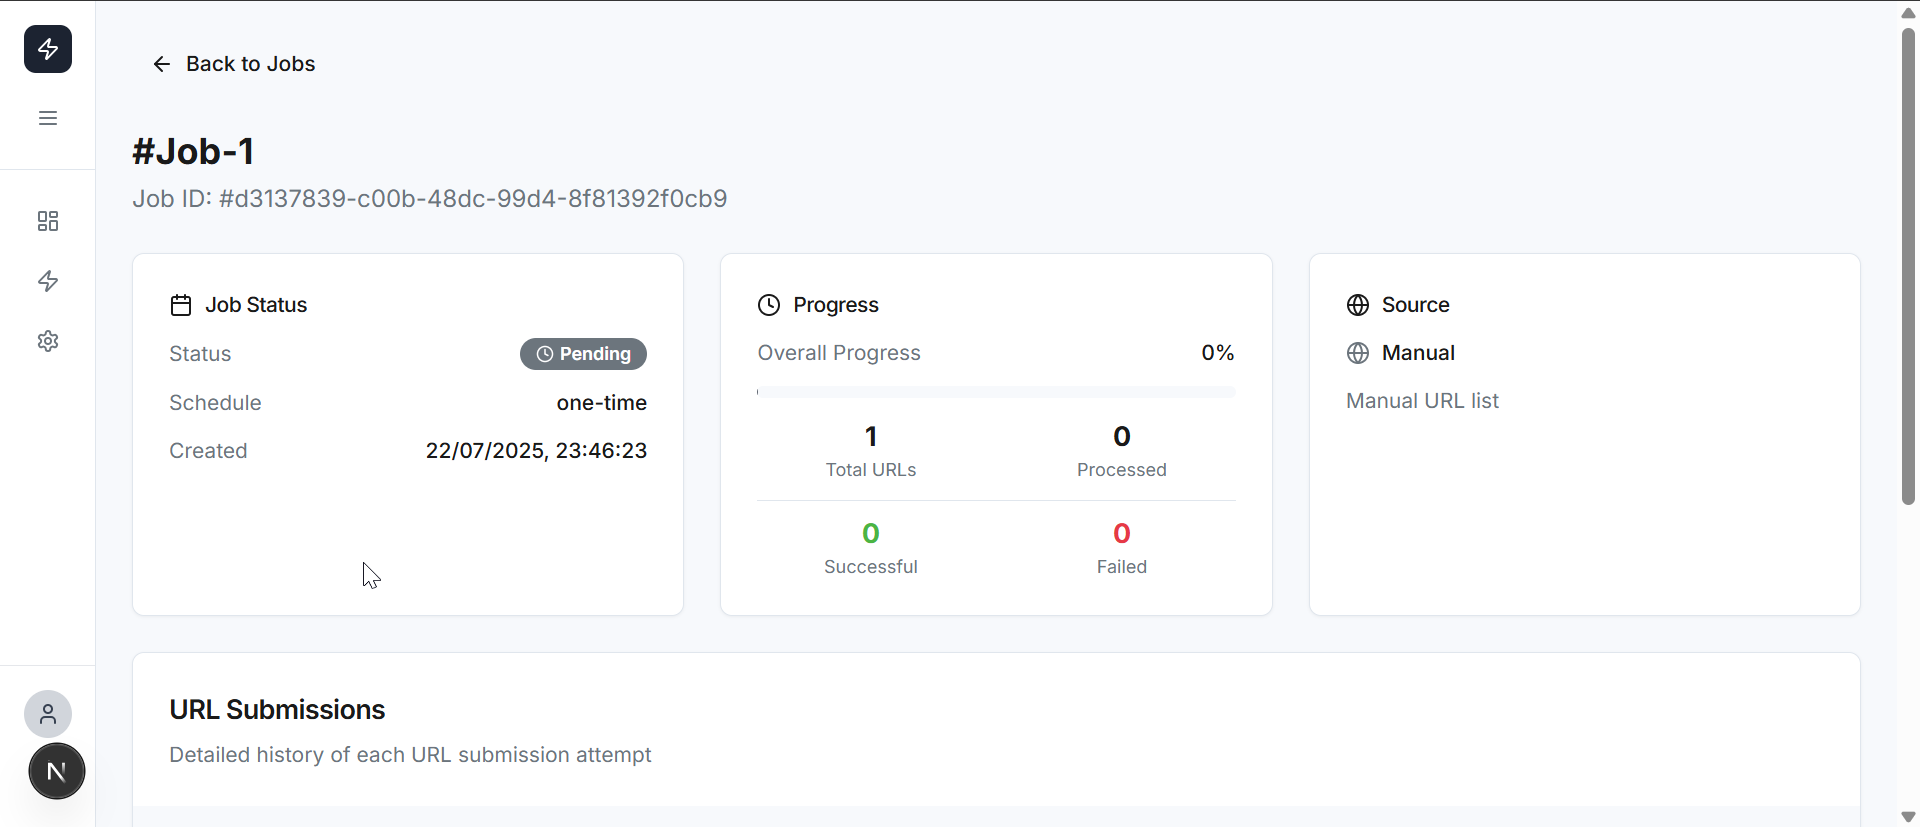 Back to Jobs
#Job-1
Job ID: #d3137839-c00b-48dc-99d4-8f81392f0cb9
Job Status
Status
Pending
Schedule
one-time
Created
22/07/2025, 23:46:23
Progress
Overall Progress
0%
1
Total URLs
0
Processed
0
Successful
0
Failed
Source
Manual
Manual URL list
URL Submissions
Detailed history of each URL submission attempt
N